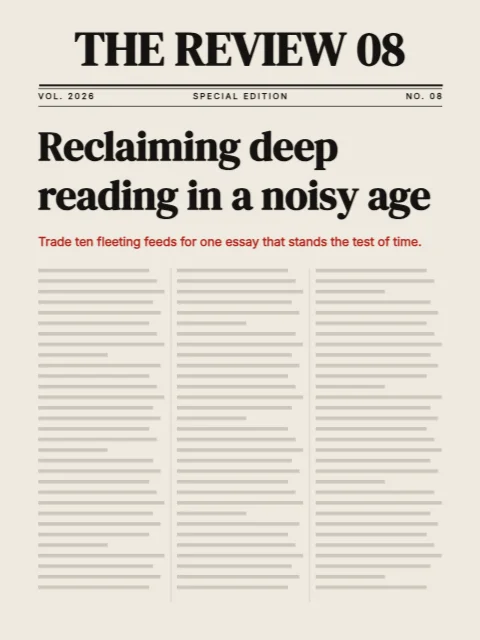 THE REVIEW 08
VOL. 2026 SPECIAL EDITION NO. 08
Reclaiming deep
reading in a noisy age
Trade ten fleeting feeds for one essay that stands the test of time.